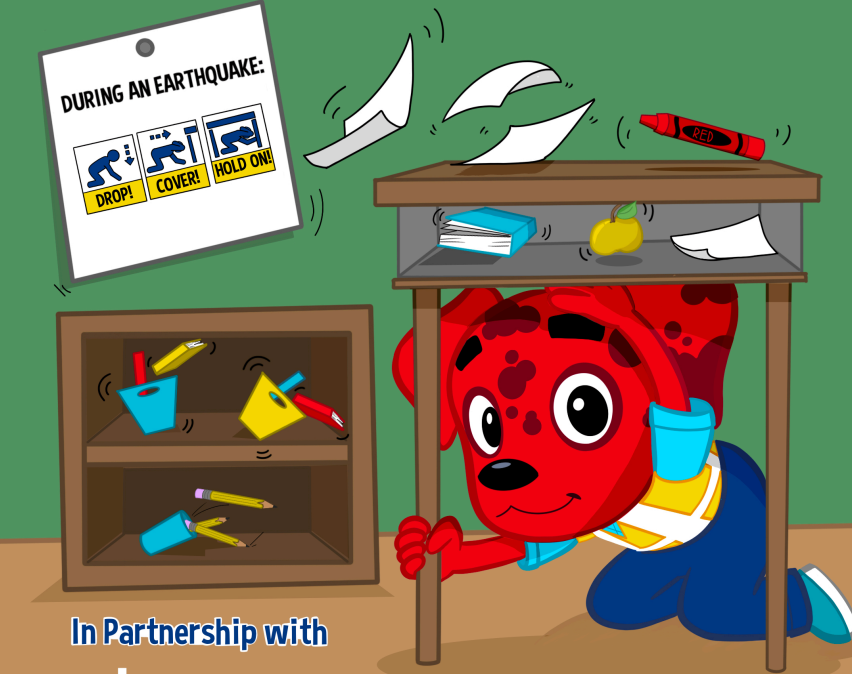 DURING AN EARTHQUAKE:
DROP! COVER! HOLD ON!
RED
In Partnership with